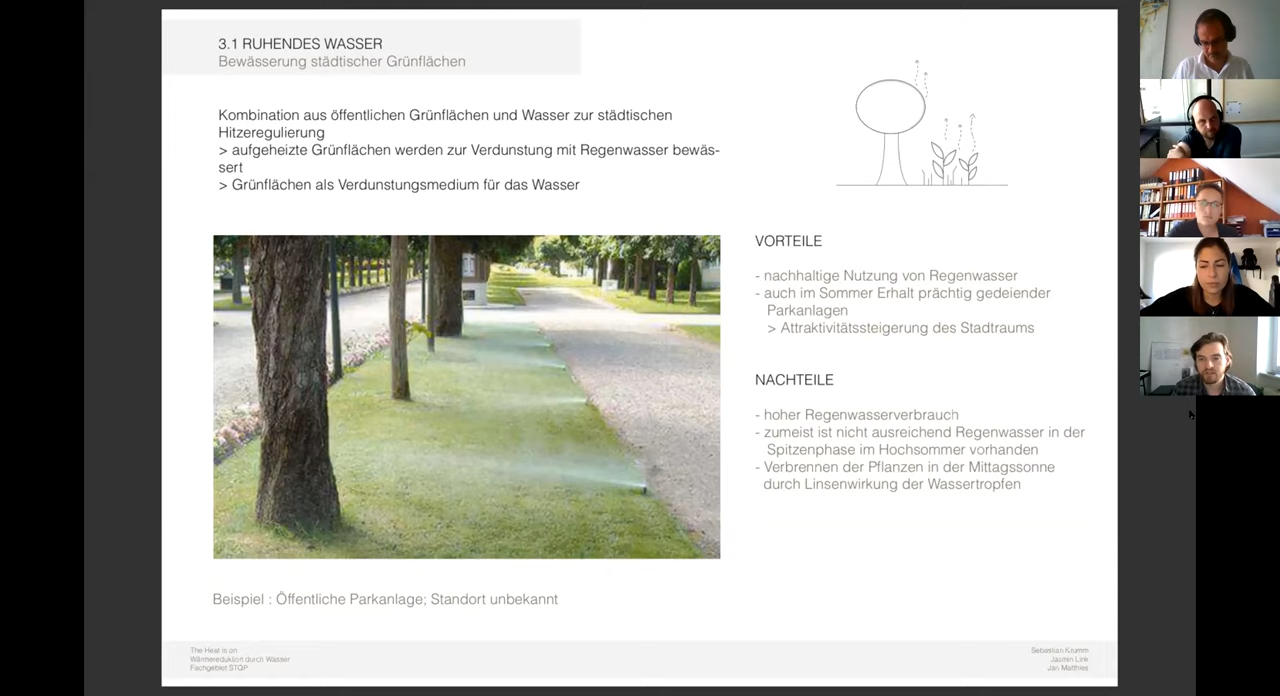 3.1 RUHENDES WASSER
Bewässerung städtischer Grünflächen
Kombination aus öffentlichen Grünflächen und Wasser zur städtischen
Hitzeregulierung
> aufgeheizte Grünflächen werden zur Verdunstung mit Regenwasser bewäs-
sert
> Grünflächen als Verdunstungsmedium für das Wasser
VORTEILE
- nachhaltige Nutzung von Regenwasser
- auch im Sommer Erhalt prächtig gedeiender
Parkanlagen
> Attraktivitätssteigerung des Stadtraums
NACHTEILE
- hoher Regenwasserverbrauch
- zumeist ist nicht ausreichend Regenwasser in der
Spitzenphase im Hochsommer vorhanden
- Verbrennen der Pflanzen in der Mittagssonne
durch Linsenwirkung der Wassertropfen
Beispiel : Öffentliche Parkanlage; Standort unbekannt
The Heat is on
Wärmereduktion durch Wasser
Fachgebiet STQP
Sebastian Krumm
Jasmin Link
Jan Matthies